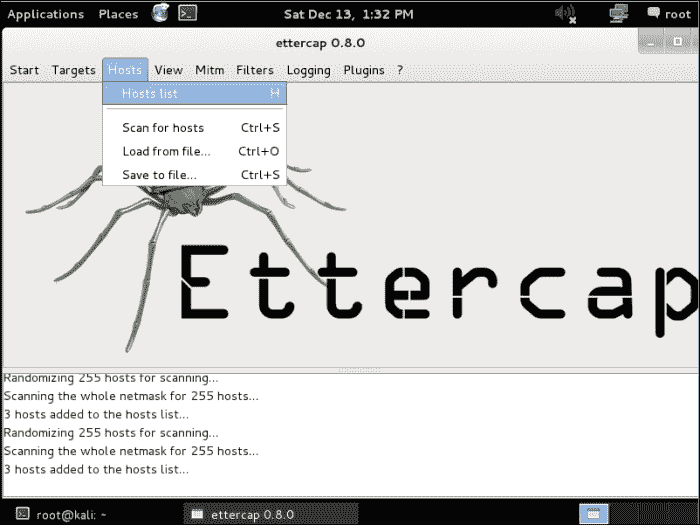 Applications Places Sat Dec 13, 1:32 PM root
ettercap 0.8.0
Start Targets Hosts View Mitm Filters Logging Plugins ?
Hosts list H
Scan for hosts Ctrl+S
Load from file... Ctrl+O
Save to file... Ctrl+S
Ettercap
Randomizing 255 hosts for scanning...
Scanning the whole netmask for 255 hosts...
3 hosts added to the hosts list...
Randomizing 255 hosts for scanning...
Scanning the whole netmask for 255 hosts...
3 hosts added to the hosts list...
root@kali: ~ ettercap 0.8.0